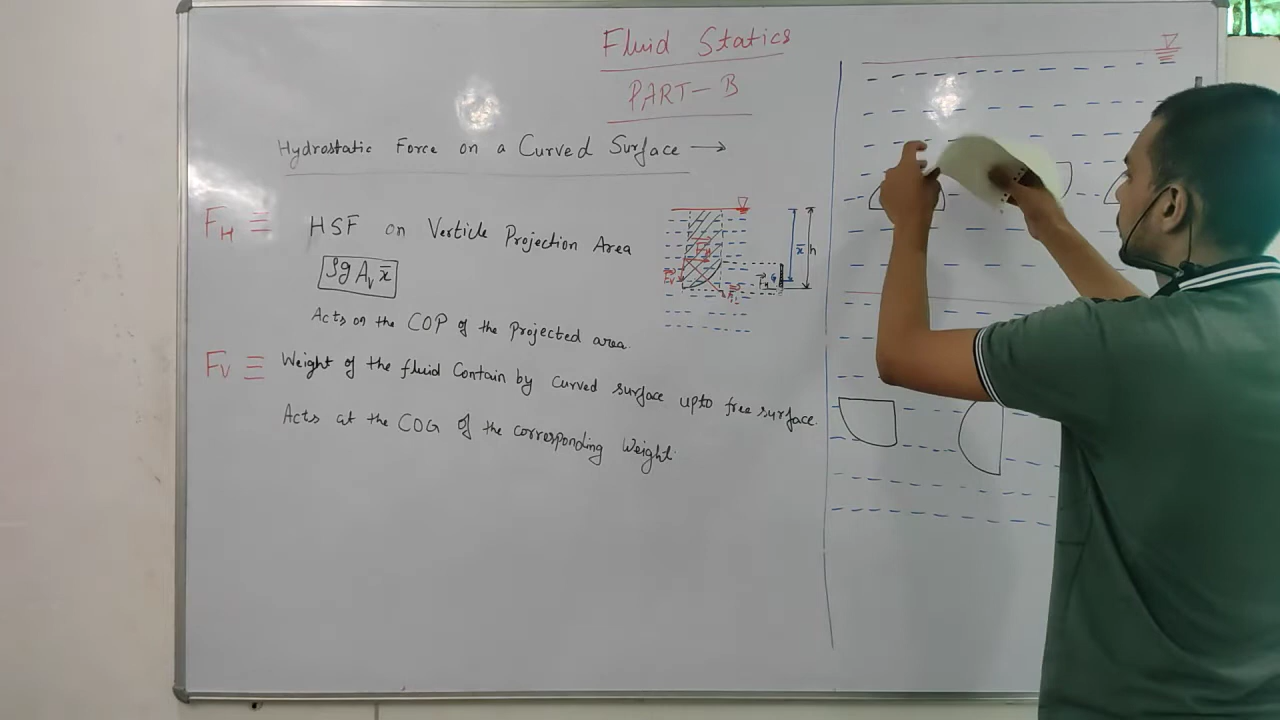 Fluid Statics
PART-B
Hydrostatic Force on a Curved Surface →
F_H ≡ HSF on Verticle Projection Area
ρg A_v x̄
Acts on the COP of the Projected area.
F_V ≡ Weight of the fluid Contain by curved surface upto free surface.
Acts at the COG of the corresponding Weight.
x̄ h